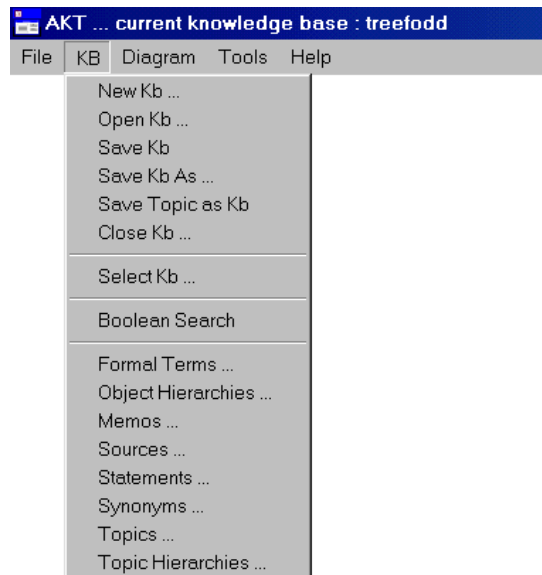 AKT ... current knowledge base : treefodd
File KB Diagram Tools Help
New Kb ...
Open Kb ...
Save Kb
Save Kb As ...
Save Topic as Kb
Close Kb ...
Select Kb ...
Boolean Search
Formal Terms ...
Object Hierarchies ...
Memos ...
Sources ...
Statements ...
Synonyms ...
Topics ...
Topic Hierarchies ...